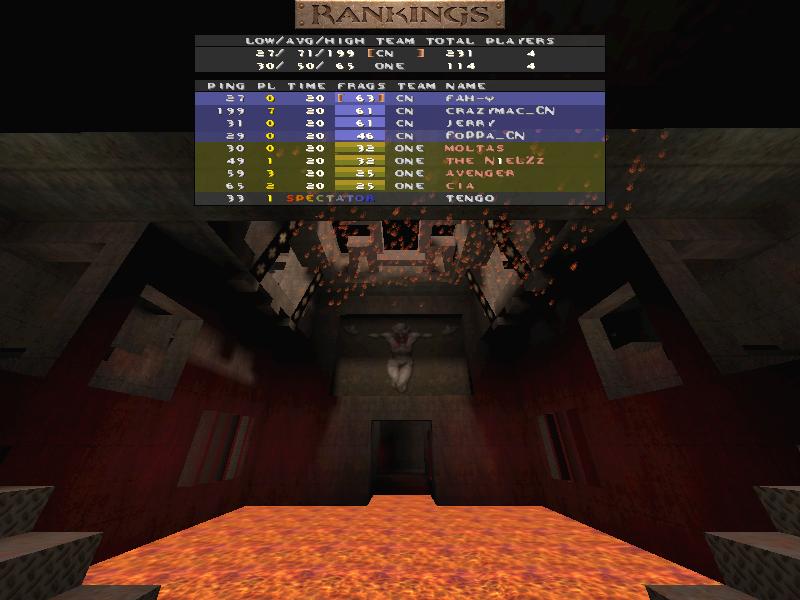 RANKINGS
LOW/AVG/HIGH TEAM TOTAL PLAYERS
27/ 71/199 [CN ] 231 4
30/ 50/ 65 ONE 114 4
PING PL TIME FRAGS TEAM NAME
27 0 20 [ 63] CN FAH-V
199 7 20 61 CN CRAZYMAC_CN
31 0 20 61 CN JERRY
29 0 20 46 CN FOPPA_CN
30 0 20 32 ONE MOLTAS
49 1 20 32 ONE THE NIELZZ
59 3 20 25 ONE AVENGER
65 2 20 25 ONE CIA
33 1 SPECTATOR TENGO